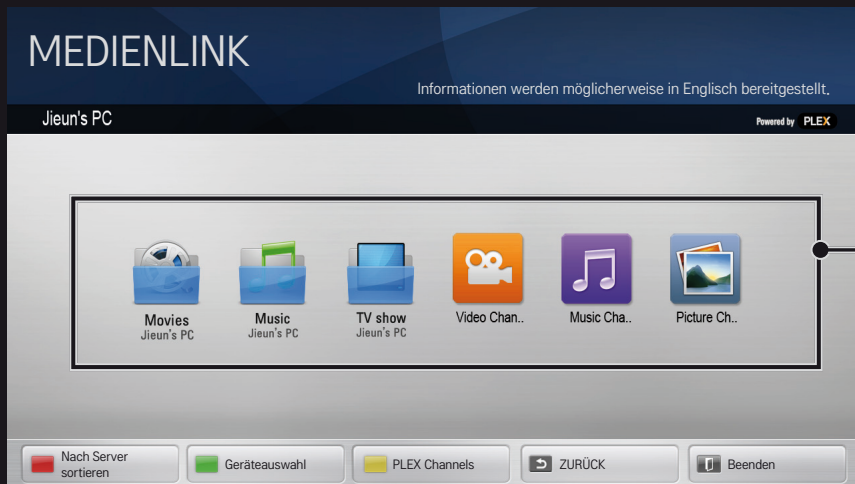 MEDIENLINK
Informationen werden möglicherweise in Englisch bereitgestellt.
Jieun's PC
Powered by PLEX
Movies
Jieun's PC
Music
Jieun's PC
TV show
Jieun's PC
Video Chan..
Music Cha..
Picture Ch..
Nach Server
sortieren
Geräteauswahl
PLEX Channels
ZURÜCK
Beenden